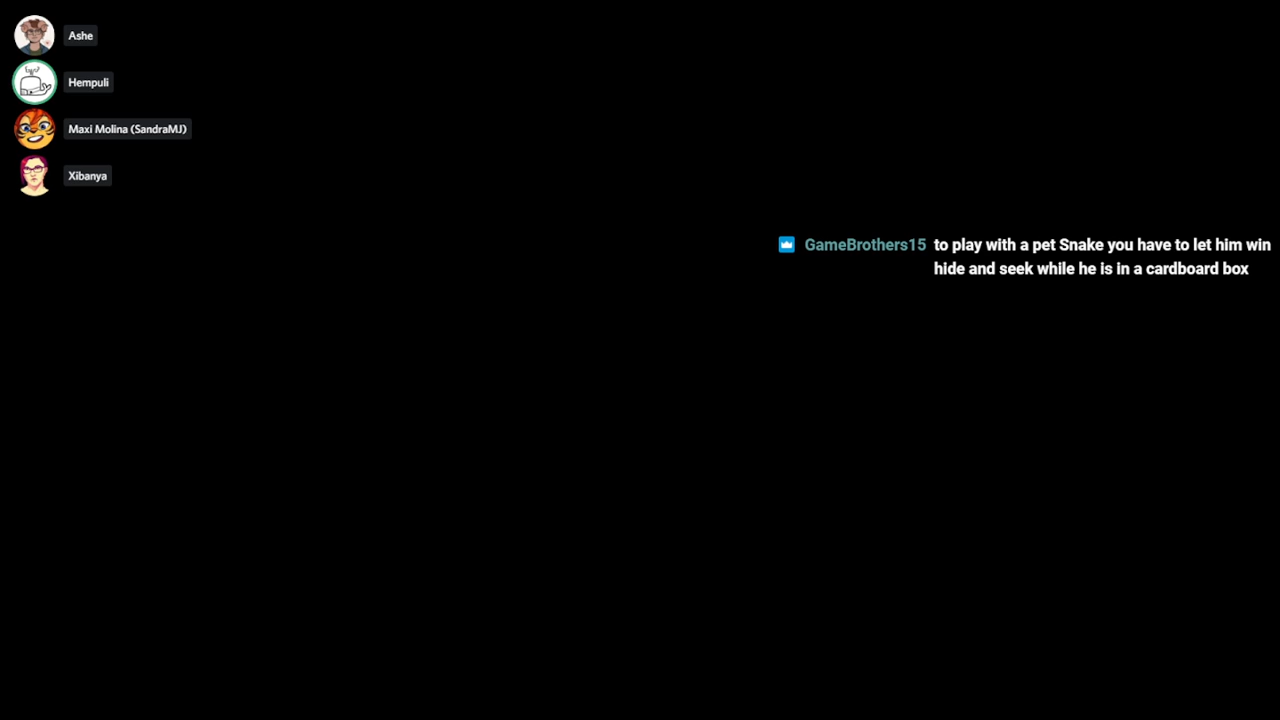 Ashe
Hempuli
Maxi Molina (SandraMJ)
Xibanya
GameBrothers15 to play with a pet Snake you have to let him win
hide and seek while he is in a cardboard box